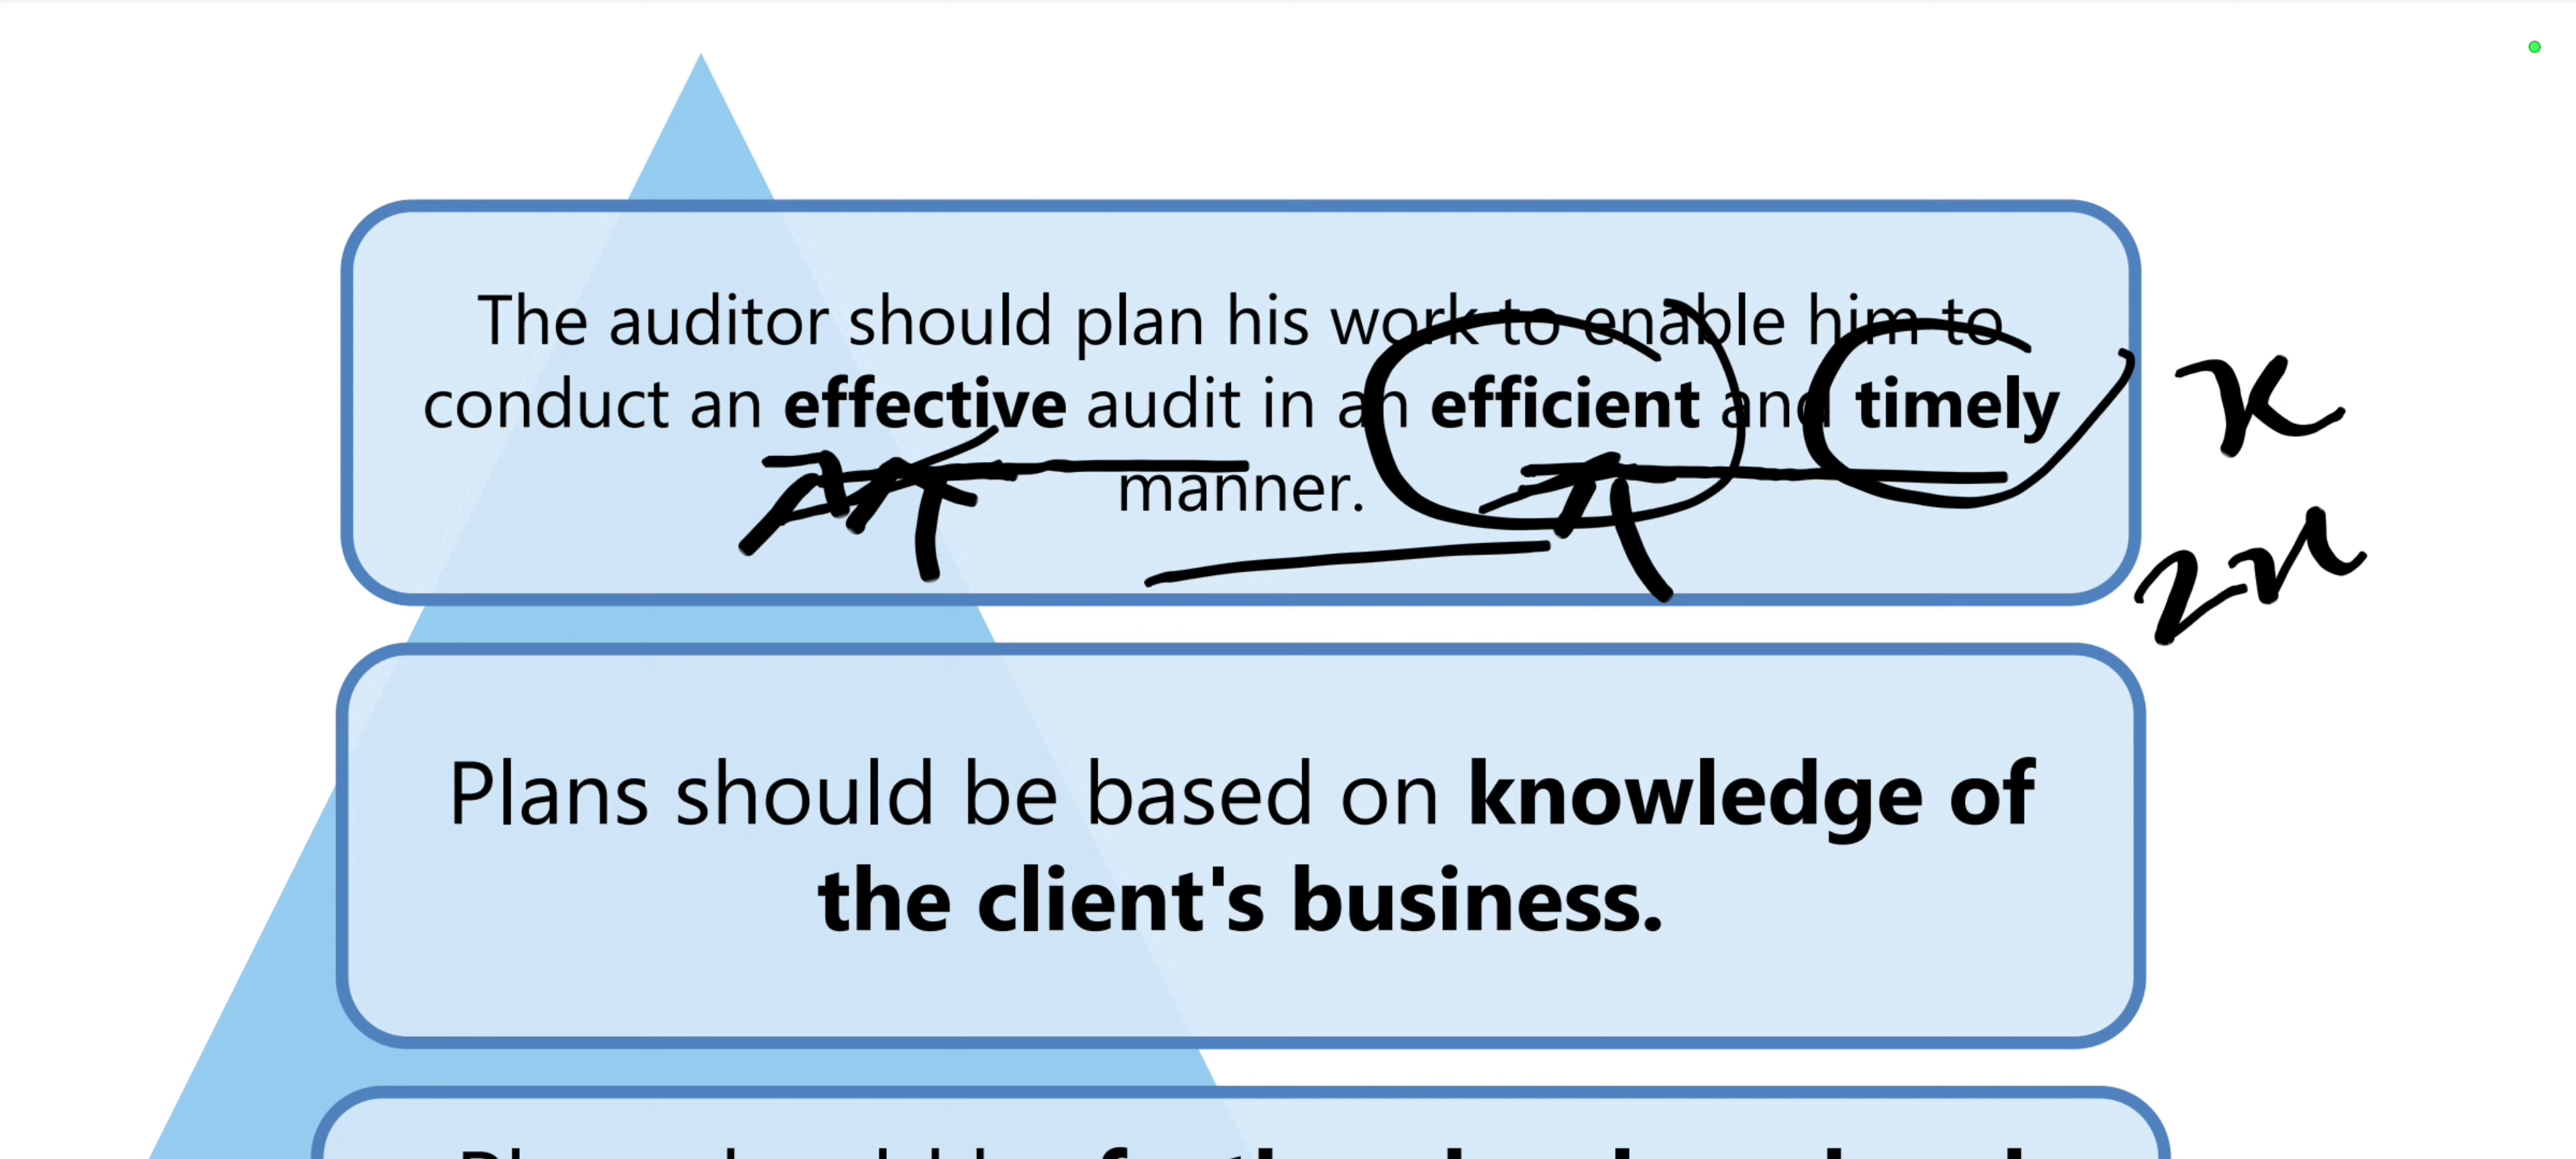 The auditor should plan his work to enable him to
conduct an effective audit in an efficient and timely
manner.
x
2x
Plans should be based on knowledge of
the client's business.